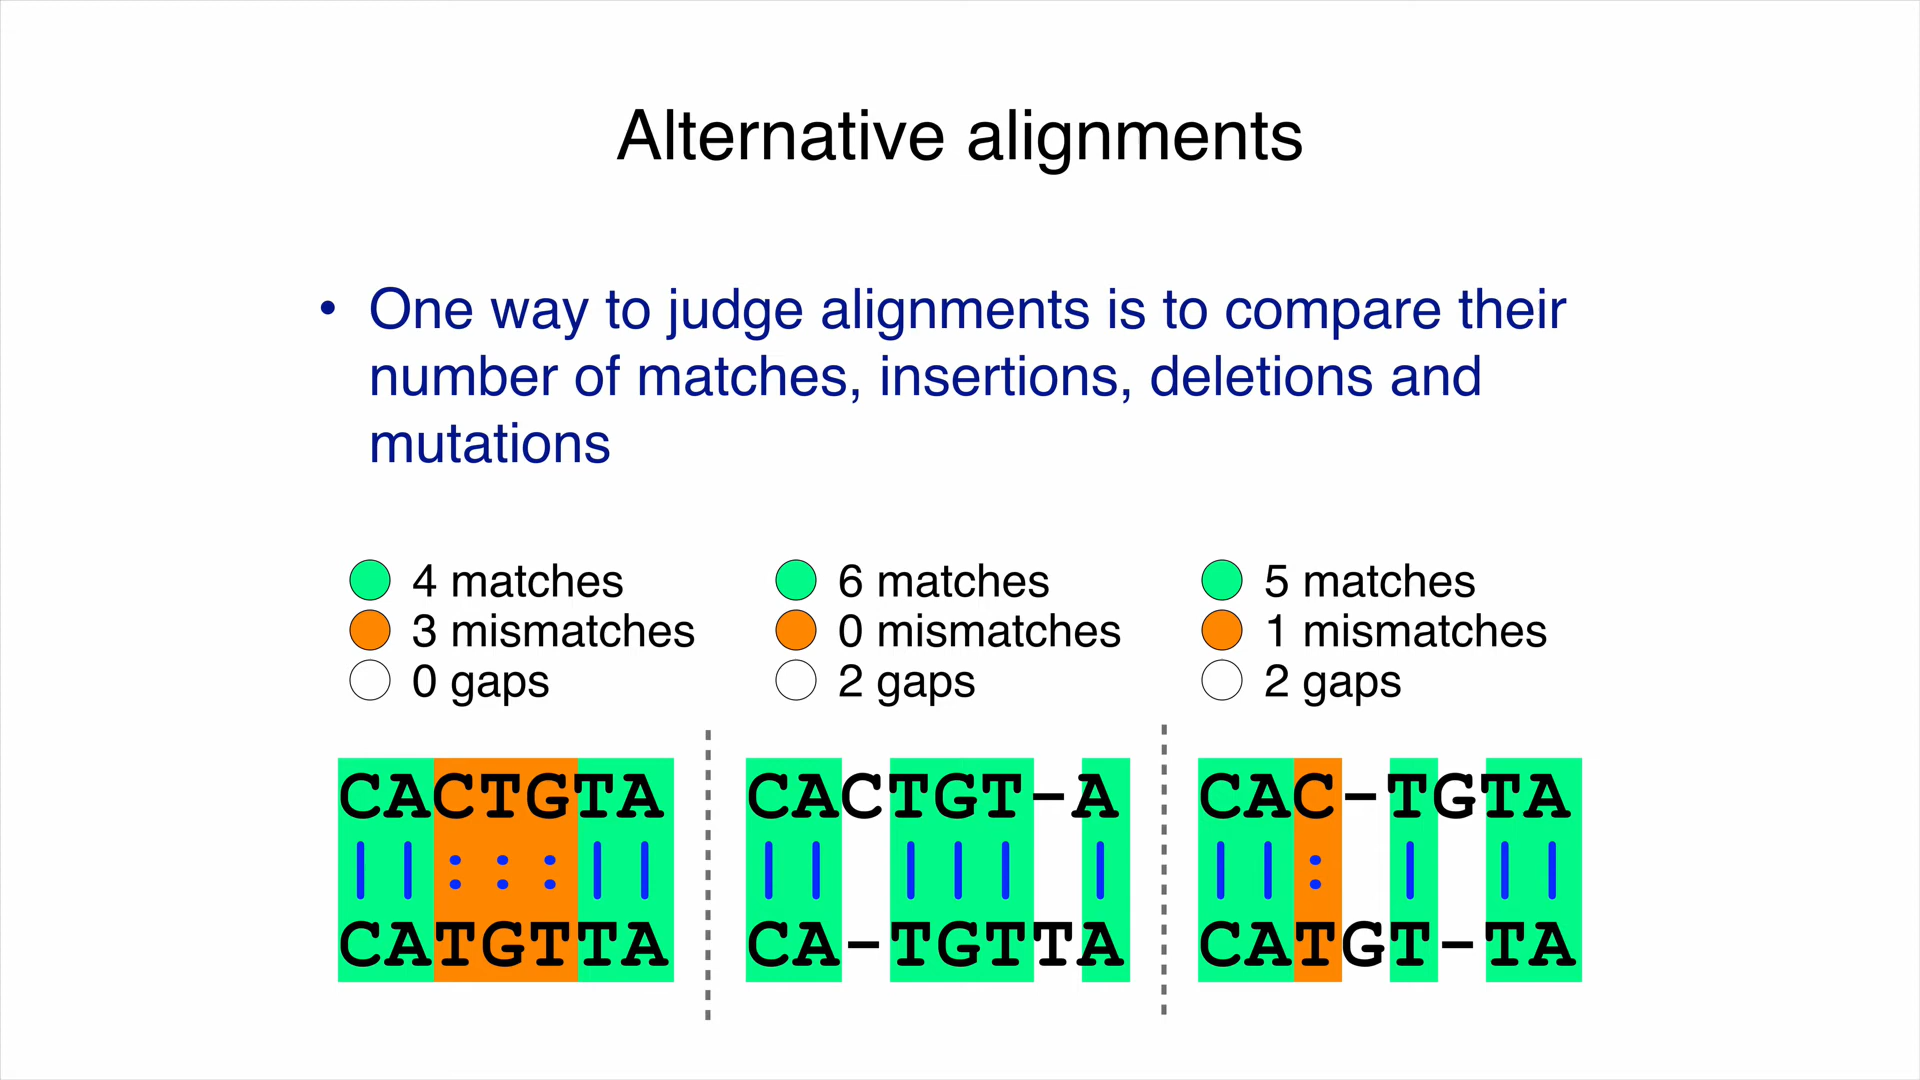 Alternative alignments
• One way to judge alignments is to compare their
number of matches, insertions, deletions and
mutations
4 matches
3 mismatches
0 gaps
6 matches
0 mismatches
2 gaps
5 matches
1 mismatches
2 gaps
CACTGTA
||:::||
CATGTTA
CACTGT-A
|| ||| |
CA-TGTTA
CAC-TGTA
||: | ||
CATGT-TA